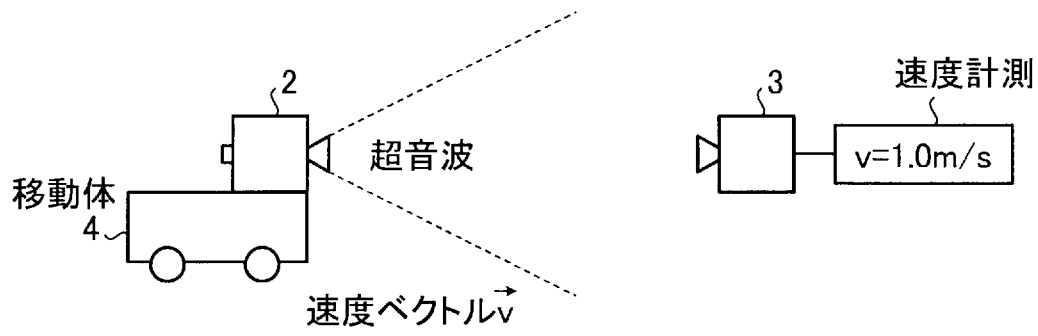 2
3
速度計測
v=1.0m/s
超音波
移動体
4
速度ベクトルv→